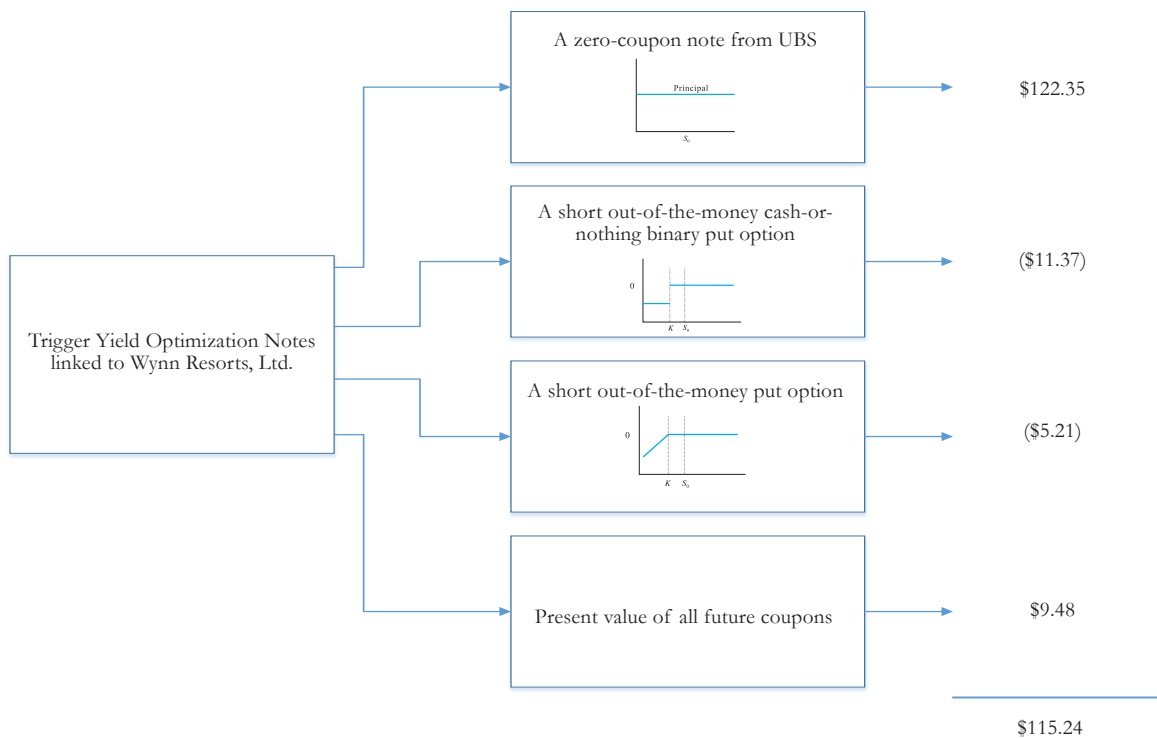 A zero-coupon note from UBS
Principal
S0
$122.35
A short out-of-the-money cash-or-
nothing binary put option
0
K S0
($11.37)
Trigger Yield Optimization Notes
linked to Wynn Resorts, Ltd.
A short out-of-the-money put option
0
K S0
($5.21)
Present value of all future coupons
$9.48
$115.24